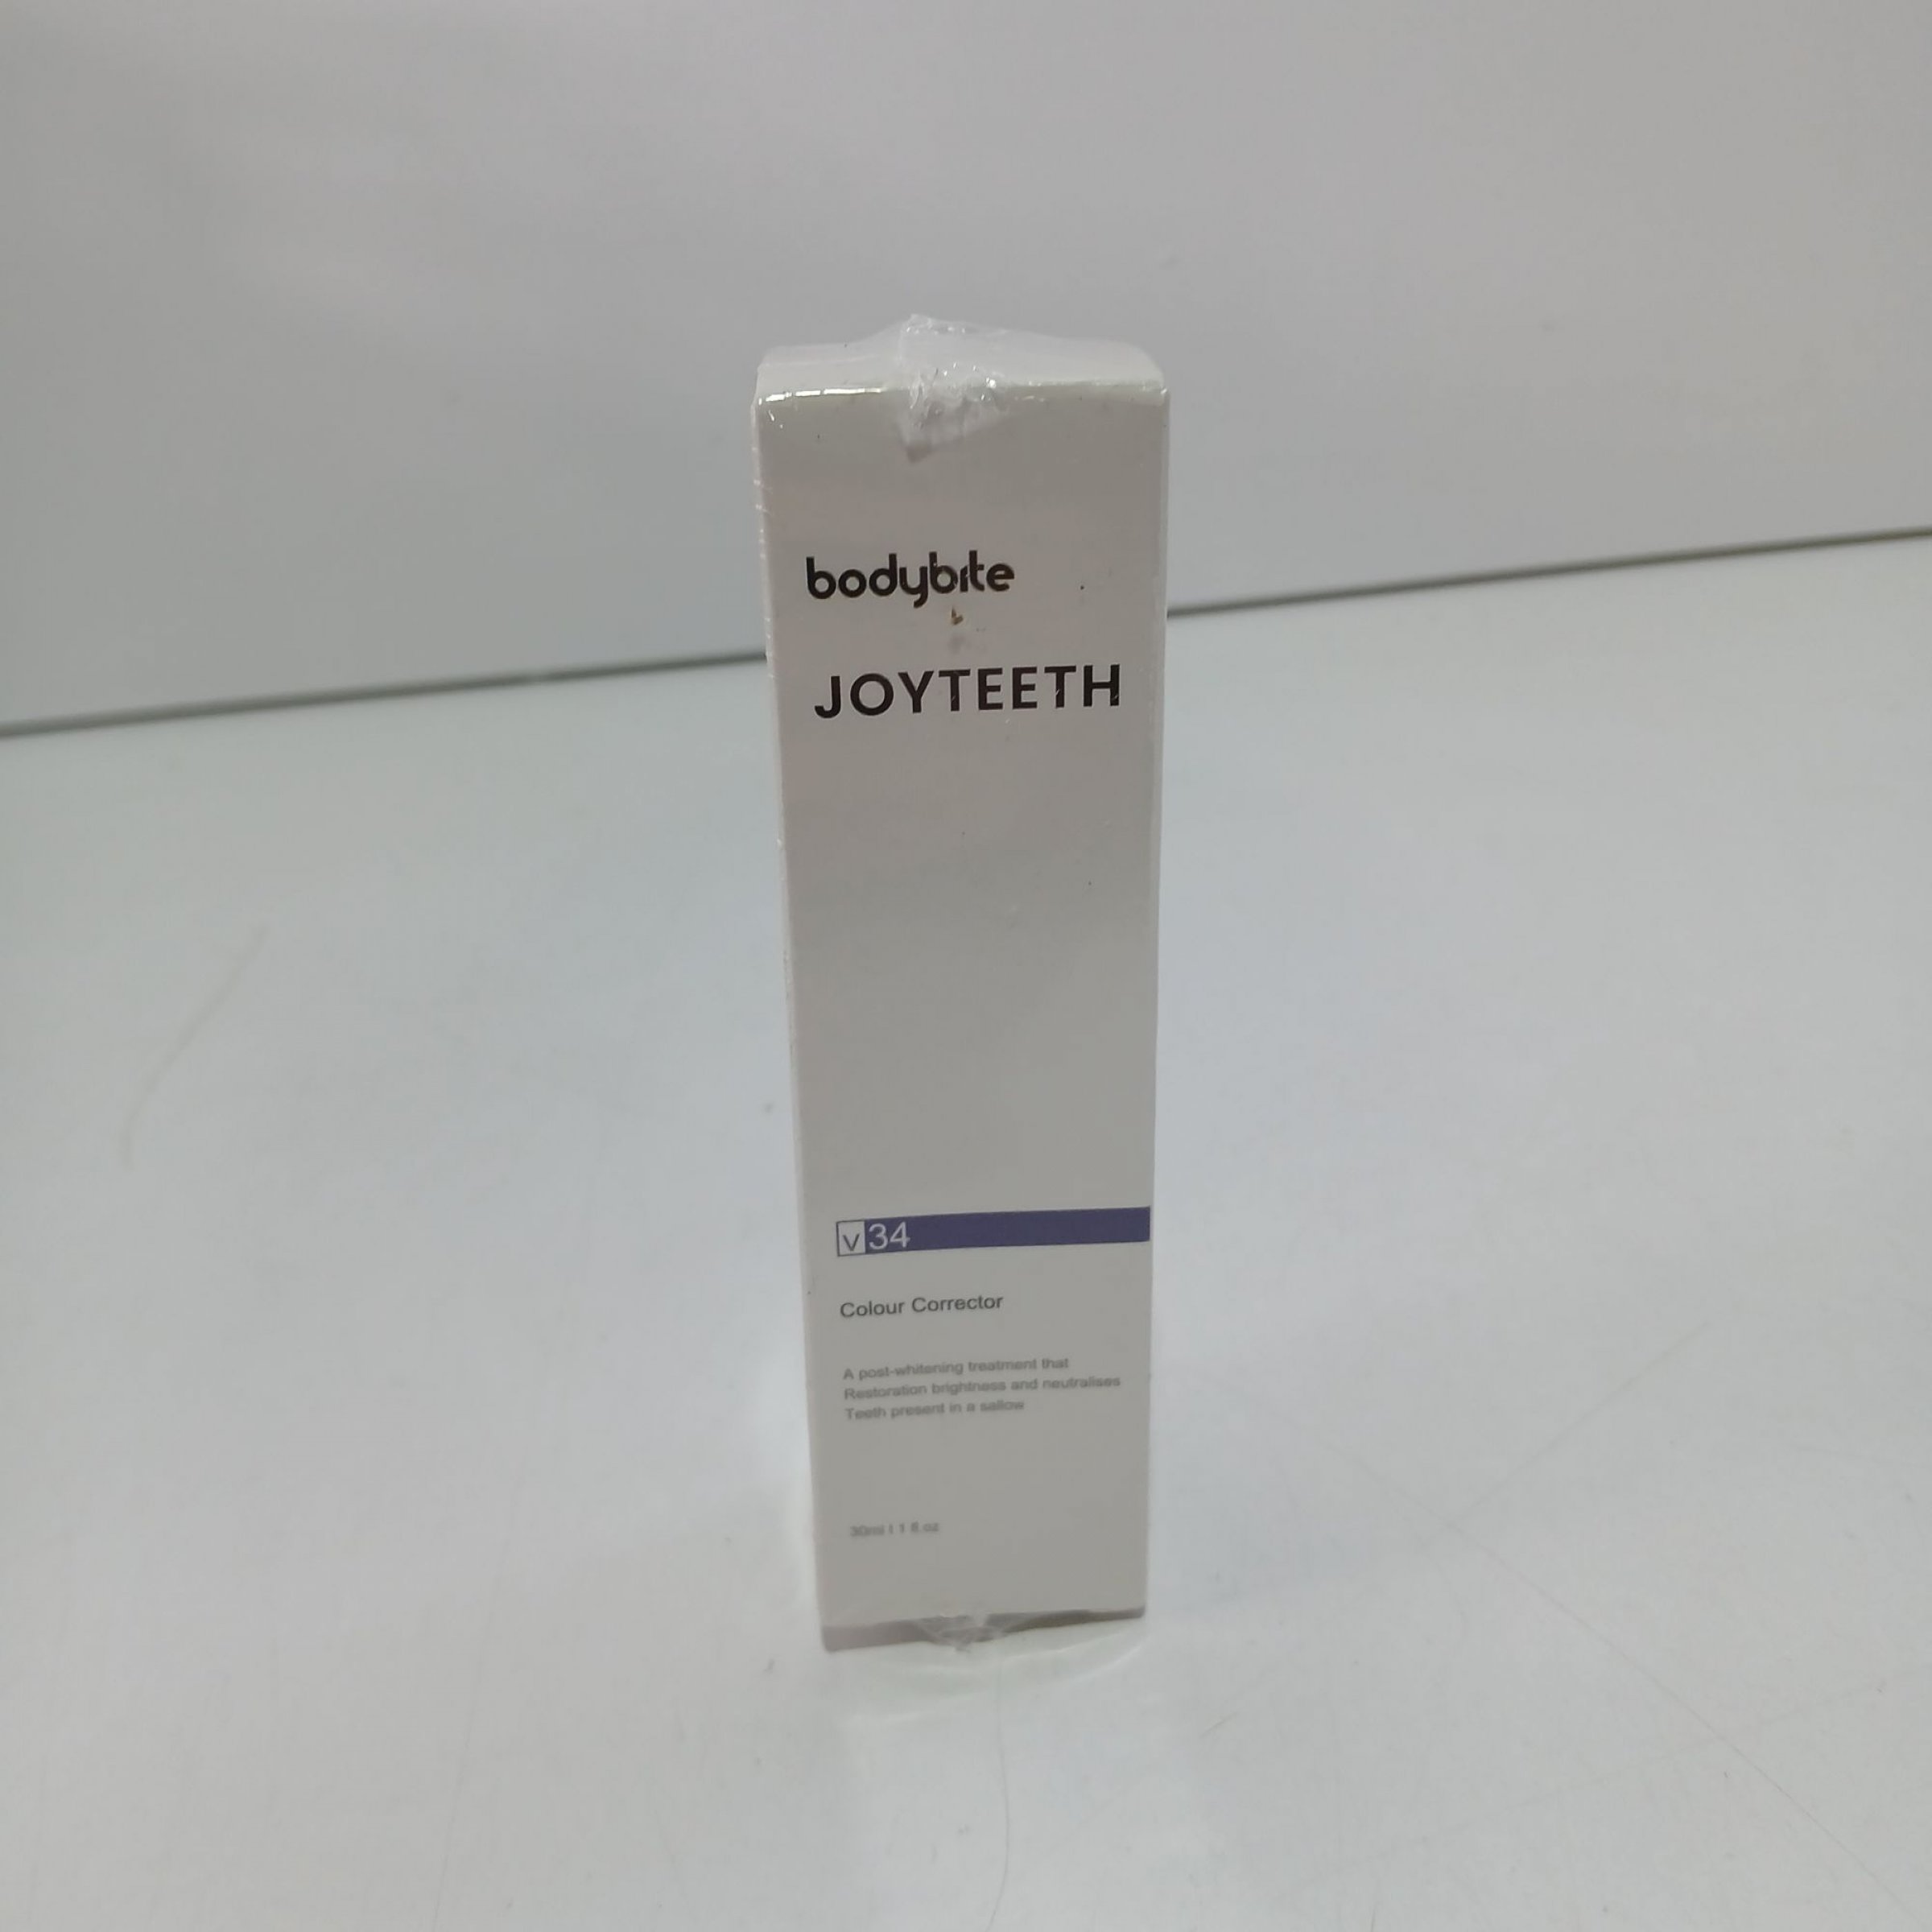 bodybite
JOYTEETH
v34
Colour Corrector
A post-whitening treatment that
Restoration brightness and neutralises
Teeth present in a sallow
30ml | 1 fl.oz